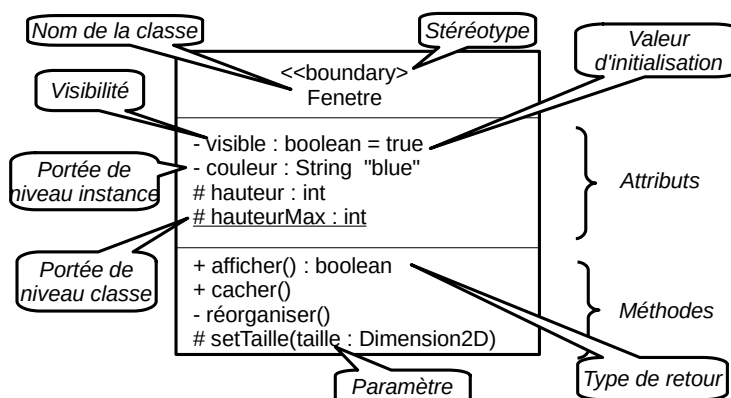 Nom de la classe
Stéréotype
Valeur
d'initialisation
<<boundary>
Fenetre
Visibilité
- visible : boolean = true
- couleur : String "blue"
# hauteur : int
# hauteurMax : int
Portée de
niveau instance
Attributs
Portée de
niveau classe
+ afficher() : boolean
+ cacher()
- réorganiser()
# setTaille(taille : Dimension2D)
Méthodes
Paramètre
Type de retour